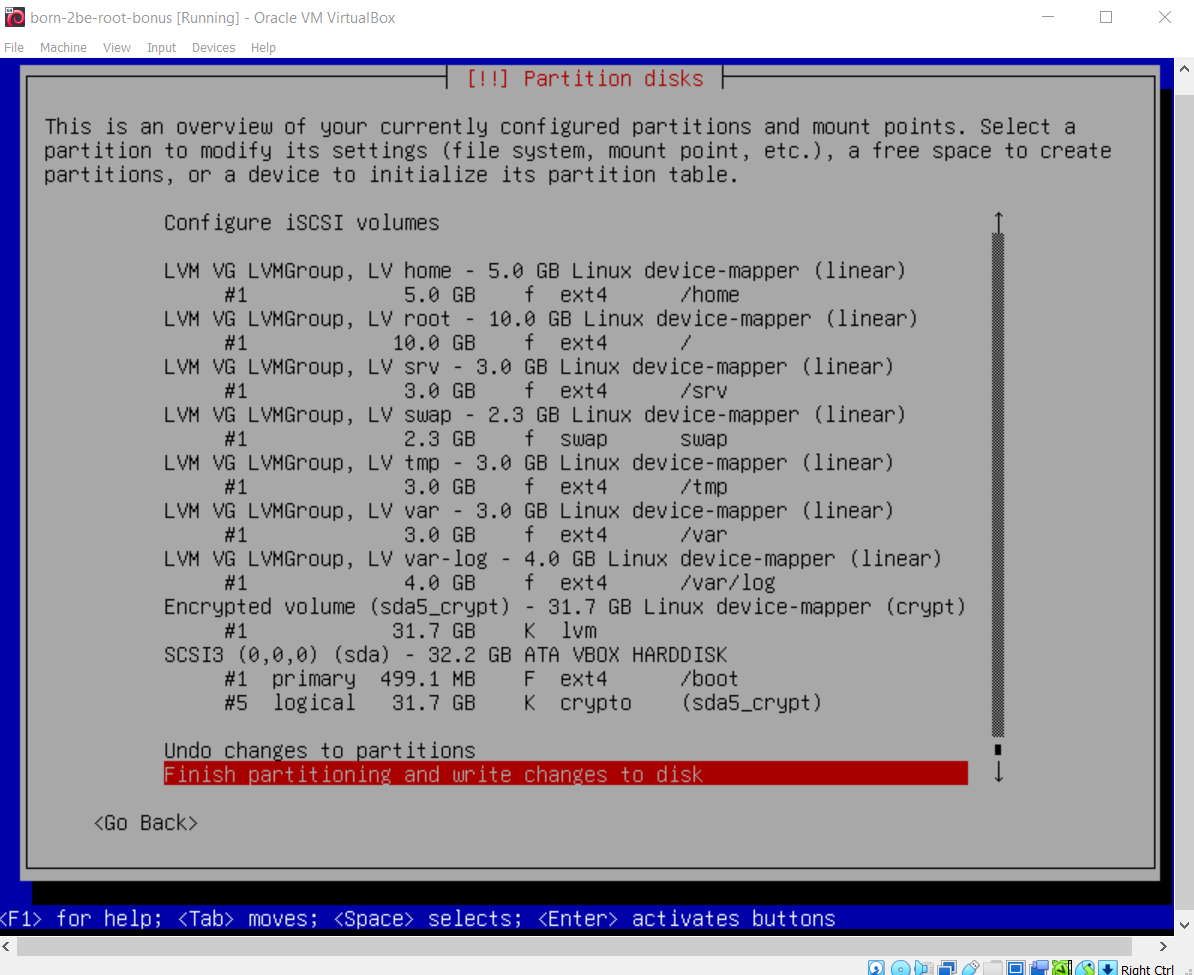 born-2be-root-bonus [Running] - Oracle VM VirtualBox
File Machine View Input Devices Help
[!!] Partition disks
This is an overview of your currently configured partitions and mount points. Select a
partition to modify its settings (file system, mount point, etc.), a free space to create
partitions, or a device to initialize its partition table.
Configure iSCSI volumes
LVM VG LVMGroup, LV home - 5.0 GB Linux device-mapper (linear)
#1 5.0 GB f ext4 /home
LVM VG LVMGroup, LV root - 10.0 GB Linux device-mapper (linear)
#1 10.0 GB f ext4 /
LVM VG LVMGroup, LV srv - 3.0 GB Linux device-mapper (linear)
#1 3.0 GB f ext4 /srv
LVM VG LVMGroup, LV swap - 2.3 GB Linux device-mapper (linear)
#1 2.3 GB f swap swap
LVM VG LVMGroup, LV tmp - 3.0 GB Linux device-mapper (linear)
#1 3.0 GB f ext4 /tmp
LVM VG LVMGroup, LV var - 3.0 GB Linux device-mapper (linear)
#1 3.0 GB f ext4 /var
LVM VG LVMGroup, LV var-log - 4.0 GB Linux device-mapper (linear)
#1 4.0 GB f ext4 /var/log
Encrypted volume (sda5_crypt) - 31.7 GB Linux device-mapper (crypt)
#1 31.7 GB K lvm
SCSI3 (0,0,0) (sda) - 32.2 GB ATA VBOX HARDDISK
#1 primary 499.1 MB F ext4 /boot
#5 logical 31.7 GB K crypto (sda5_crypt)
Undo changes to partitions
Finish partitioning and write changes to disk
<Go Back>
<F1> for help; <Tab> moves; <Space> selects; <Enter> activates buttons
Right Ctrl